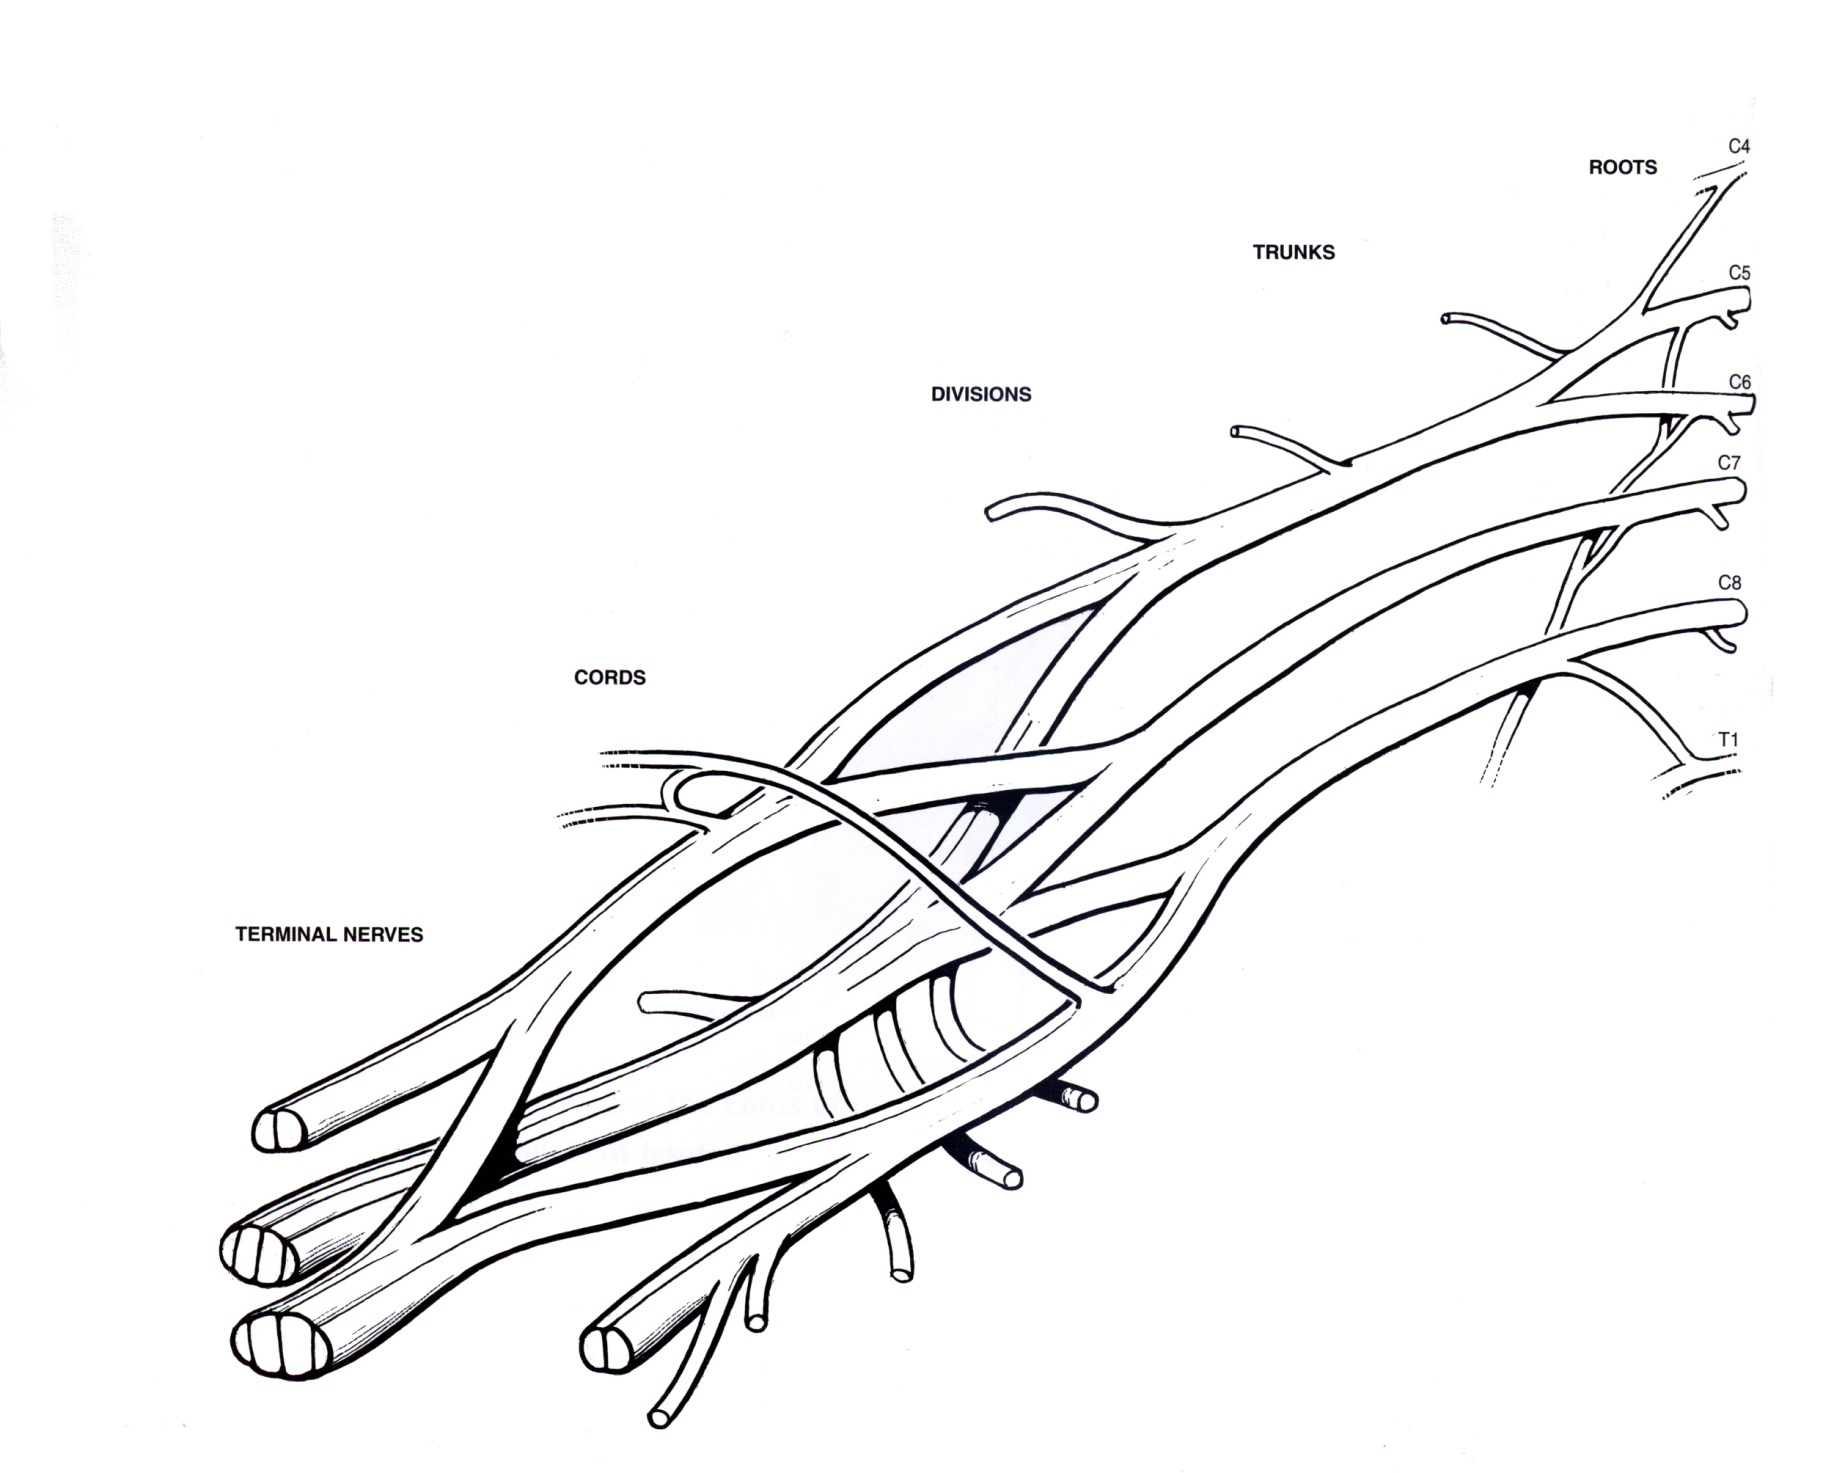 C4
ROOTS
TRUNKS
C5
C6
DIVISIONS
C7
C8
CORDS
T1
TERMINAL NERVES